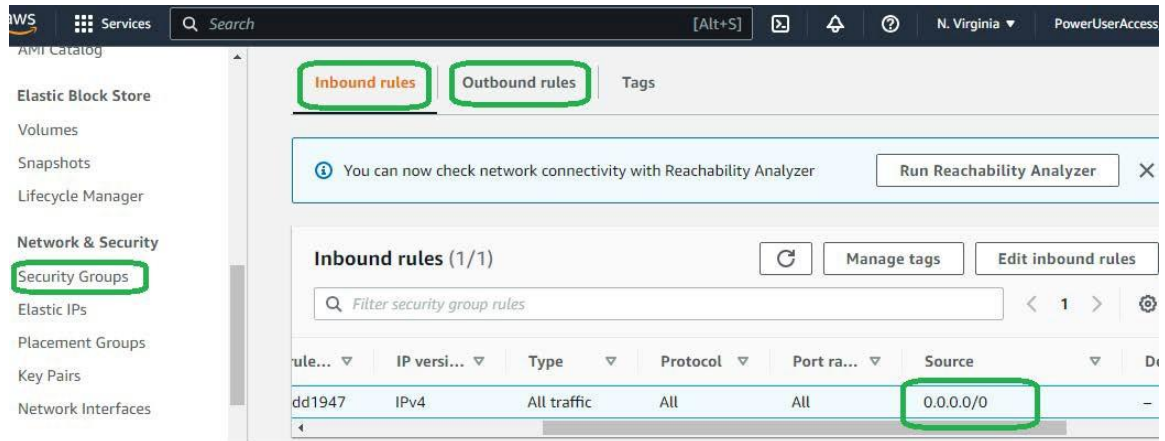 aws Services Search [Alt+S] N. Virginia PowerUserAccess
AMI Catalog
Elastic Block Store
Volumes
Snapshots
Lifecycle Manager
Network & Security
Security Groups
Elastic IPs
Placement Groups
Key Pairs
Network Interfaces
Inbound rules Outbound rules Tags
You can now check network connectivity with Reachability Analyzer Run Reachability Analyzer
Inbound rules (1/1) Manage tags Edit inbound rules
Filter security group rules 1
rule... IP versi... Type Protocol Port ra... Source De
dd1947 IPv4 All traffic All All 0.0.0.0/0 –